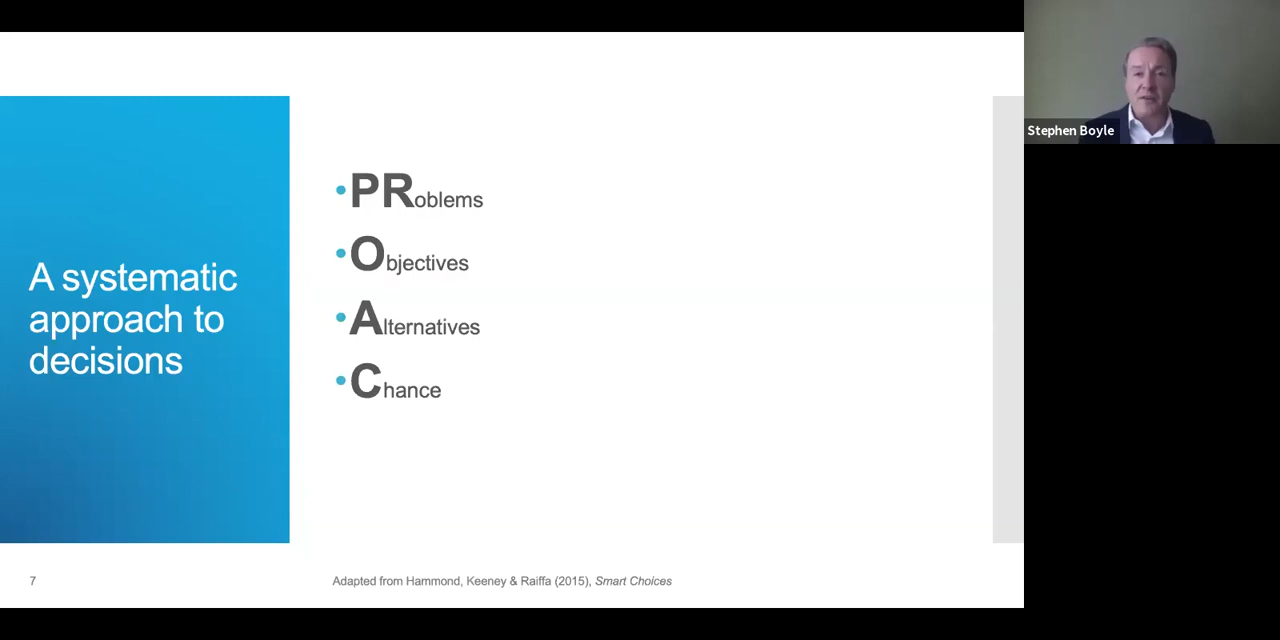 A systematic
approach to
decisions
•PRoblems
•Objectives
•Alternatives
•Chance
7
Adapted from Hammond, Keeney & Raiffa (2015), Smart Choices
Stephen Boyle